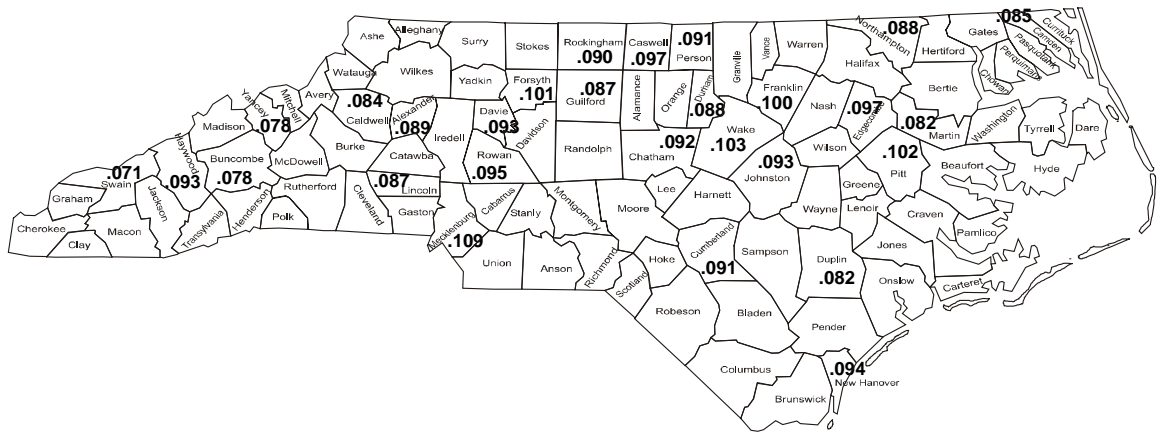 Ashe
Alleghany
Surry
Stokes
Rockingham
.090
Caswell
.097
.091
Person
Granville
Vance
Warren
Northampton
.088
Halifax
Hertiford
Gates
.085
Currituck
Camden
Pasquetank
Perquimans
Chowan
Bertie
Watauga
Wilkes
Yadkin
Forsyth
.101
.087
Guilford
Alamance
Orange
Durham
.088
Franklin
.100
Nash
.097
Edgecombe
.082
Martin
Washington
Tyrrell
Dare
Yancey
.078
Mitchell
Avery
.084
Caldwell
Alexander
.089
Iredell
Davie
.093
Davidson
Randolph
.092
Chatham
Wake
.103
.093
Johnston
Wilson
.102
Pitt
Beaufort
Hyde
Madison
Haywood
.093
Buncombe
.078
McDowell
Burke
Catawba
Rowan
.095
.071
Swain
Graham
Cherokee
Clay
Macon
Jackson
Transylvania
Henderson
Polk
Rutherford
Cleveland
.087
Lincoln
Gaston
Mecklenburg
.109
Cabarrus
Stanly
Montgomery
Union
Anson
Richmond
Moore
Lee
Harnett
Hoke
Scotland
Cumberland
.091
Sampson
Wayne
Greene
Lenoir
Craven
Pamlico
Jones
Duplin
.082
Onslow
Carteret
Robeson
Bladen
Pender
Columbus
Brunswick
.094
New Hanover